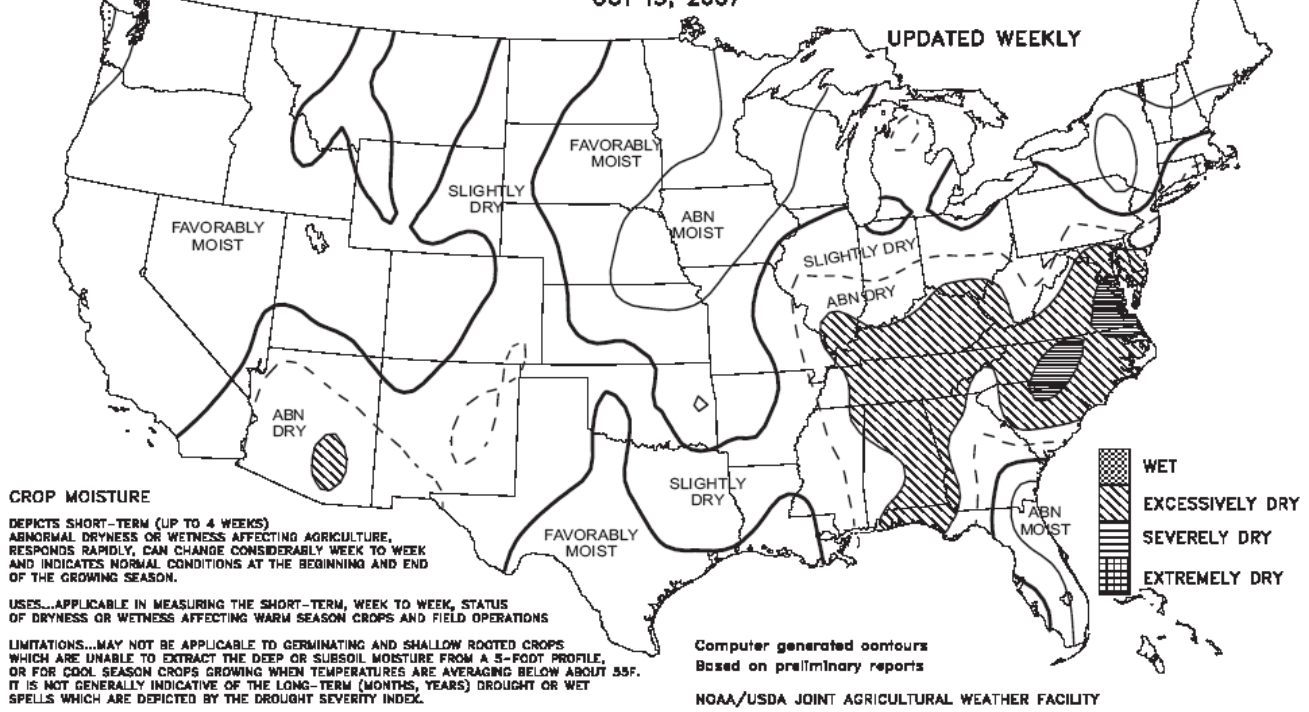 UPDATED WEEKLY
FAVORABLY
MOIST
SLIGHTLY
DRY
FAVORABLY
MOIST
ABN
MOIST
SLIGHTLY DRY
ABN DRY
ABN
DRY
SLIGHTLY
DRY
FAVORABLY
MOIST
ABN
MOIST
WET
EXCESSIVELY DRY
SEVERELY DRY
EXTREMELY DRY
CROP MOISTURE
DEPICTS SHORT-TERM (UP TO 4 WEEKS)
ABNORMAL DRYNESS OR WETNESS AFFECTING AGRICULTURE,
RESPONDS RAPIDLY, CAN CHANGE CONSIDERABLY WEEK TO WEEK
AND INDICATES NORMAL CONDITIONS AT THE BEGINNING AND END
OF THE GROWING SEASON.
USES...APPLICABLE IN MEASURING THE SHORT-TERM, WEEK TO WEEK, STATUS
OF DRYNESS OR WETNESS AFFECTING WARM SEASON CROPS AND FIELD OPERATIONS
LIMITATIONS...MAY NOT BE APPLICABLE TO GERMINATING AND SHALLOW ROOTED CROPS
WHICH ARE UNABLE TO EXTRACT THE DEEP OR SUBSOIL MOISTURE FROM A 5-FOOT PROFILE,
OR FOR COOL SEASON CROPS GROWING WHEN TEMPERATURES ARE AVERAGING BELOW ABOUT 55F.
IT IS NOT GENERALLY INDICATIVE OF THE LONG-TERM (MONTHS, YEARS) DROUGHT OR WET
SPELLS WHICH ARE DEPICTED BY THE DROUGHT SEVERITY INDEX.
Computer generated contours
Based on preliminary reports
NOAA/USDA JOINT AGRICULTURAL WEATHER FACILITY